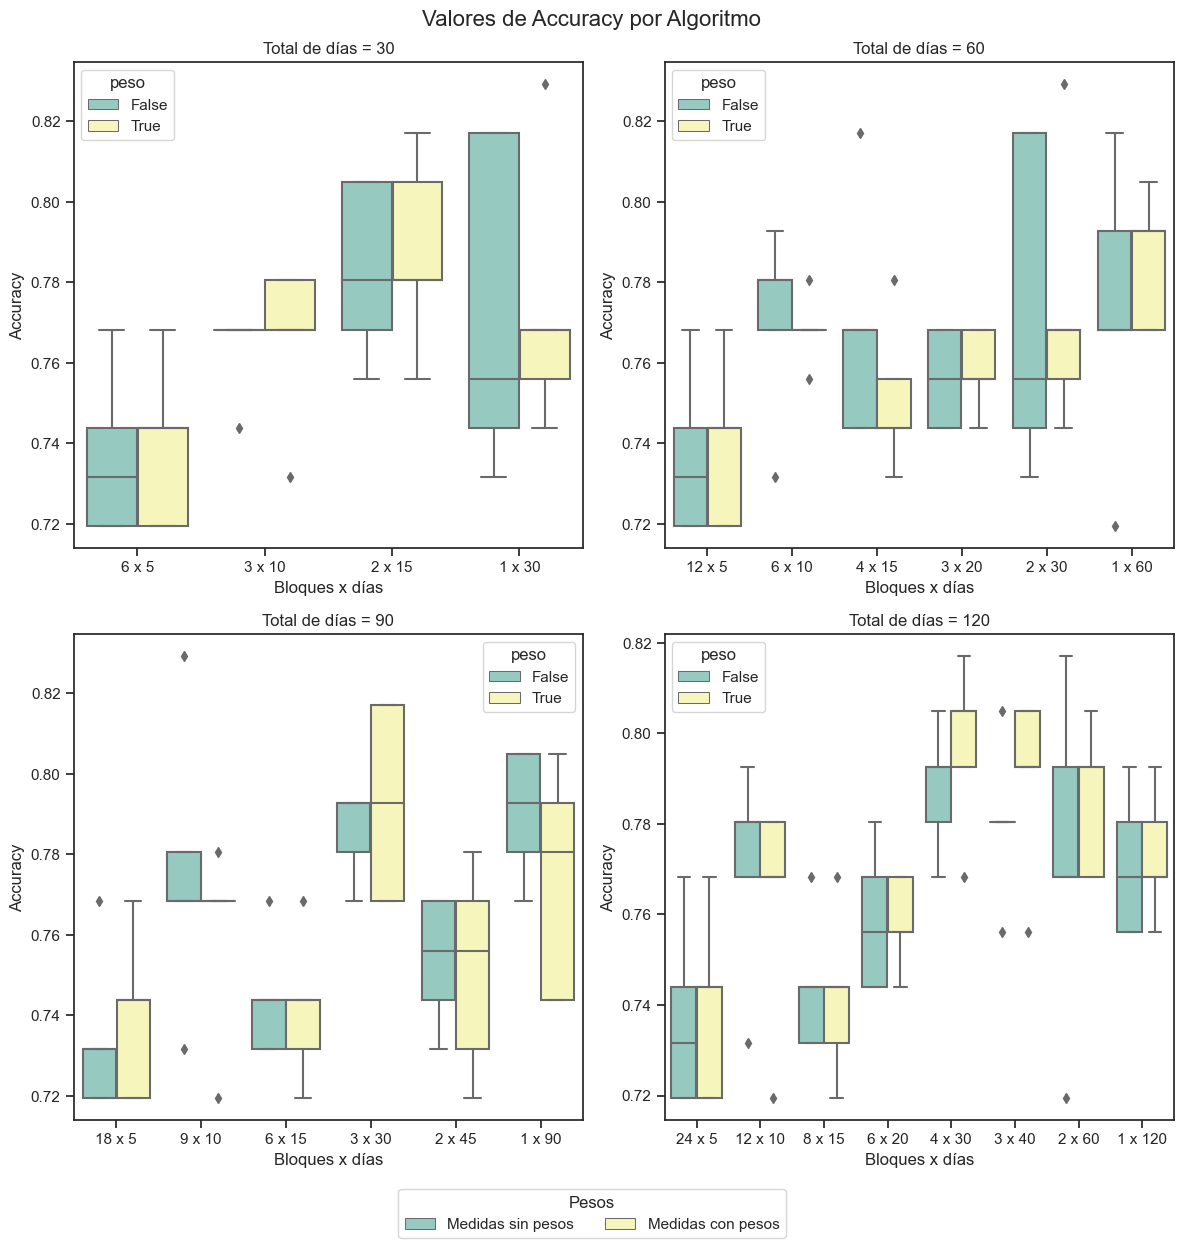 Valores de Accuracy por Algoritmo
Total de días = 30
peso
False
True
0.82
0.80
0.78
0.76
0.74
0.72
Accuracy
6 x 5
3 x 10
2 x 15
1 x 30
Bloques x días
Total de días = 60
peso
False
True
0.82
0.80
0.78
0.76
0.74
0.72
Accuracy
12 x 5
6 x 10
4 x 15
3 x 20
2 x 30
1 x 60
Bloques x días
Total de días = 90
peso
False
True
0.82
0.80
0.78
0.76
0.74
0.72
Accuracy
18 x 5
9 x 10
6 x 15
3 x 30
2 x 45
1 x 90
Bloques x días
Total de días = 120
peso
False
True
0.82
0.80
0.78
0.76
0.74
0.72
Accuracy
24 x 5
12 x 10
8 x 15
6 x 20
4 x 30
3 x 40
2 x 60
1 x 120
Bloques x días
Pesos
Medidas sin pesos
Medidas con pesos